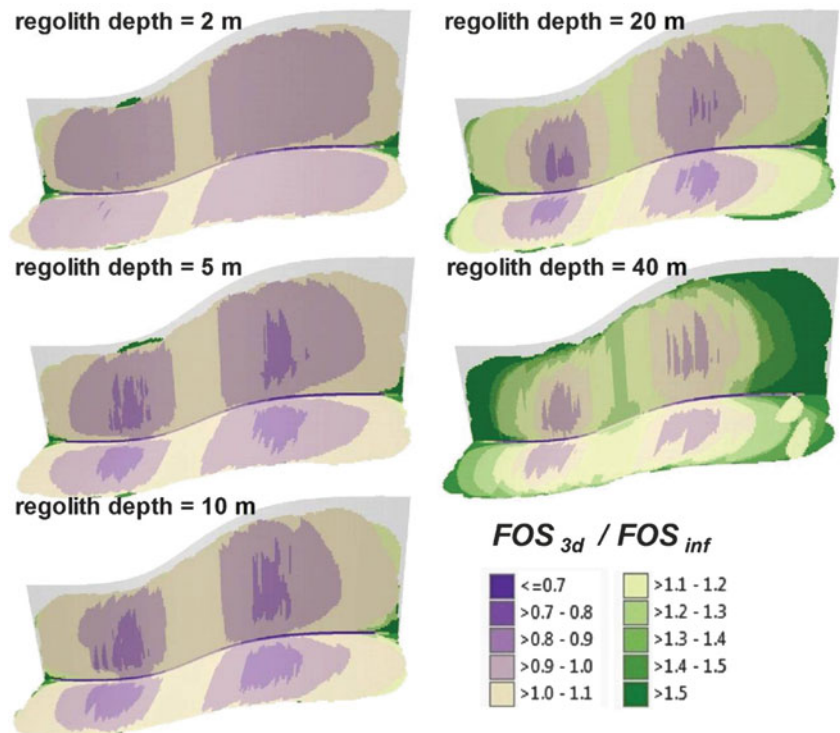 regolith depth = 2 m
regolith depth = 20 m
regolith depth = 5 m
regolith depth = 40 m
regolith depth = 10 m
FOS 3d / FOS inf
<=0.7
>0.7 - 0.8
>0.8 - 0.9
>0.9 - 1.0
>1.0 - 1.1
>1.1 - 1.2
>1.2 - 1.3
>1.3 - 1.4
>1.4 - 1.5
>1.5